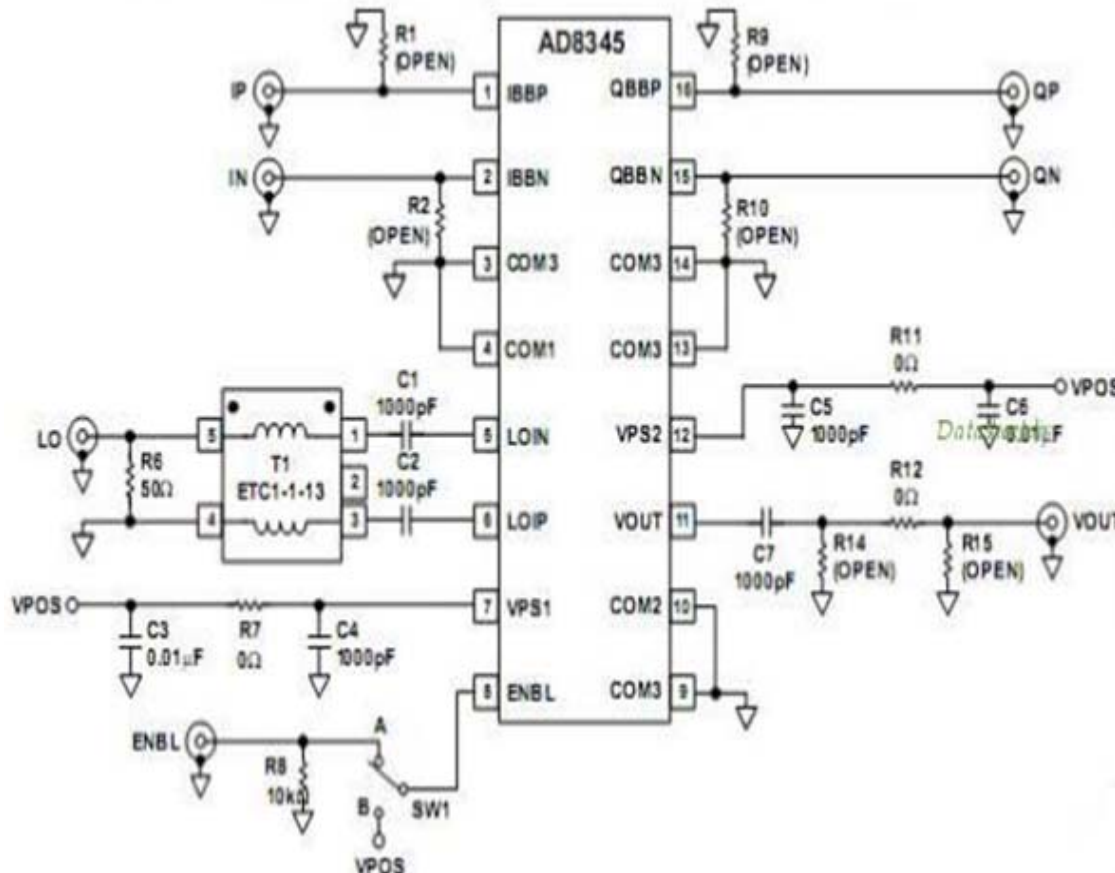 AD8345
R1
(OPEN)
R9
(OPEN)
IP
1
IBBP
QBBP
16
QP
IN
2
IBBN
QBBN
15
QN
R2
(OPEN)
R10
(OPEN)
3
COM3
COM3
14
4
COM1
COM3
13
R11
0Ω
VPOS
C1
1000pF
C5
1000pF
C6
0.01μF
LO
5
1
5
LOIN
VPS2
12
R6
50Ω
T1
ETC1-1-13
2
C2
1000pF
R12
0Ω
4
3
6
LOIP
VOUT
11
VOUT
C7
1000pF
R14
(OPEN)
R15
(OPEN)
VPOS
7
VPS1
COM2
10
C3
0.01μF
R7
0Ω
C4
1000pF
8
ENBL
COM3
9
ENBL
A
R8
10kΩ
SW1
B
VPOS